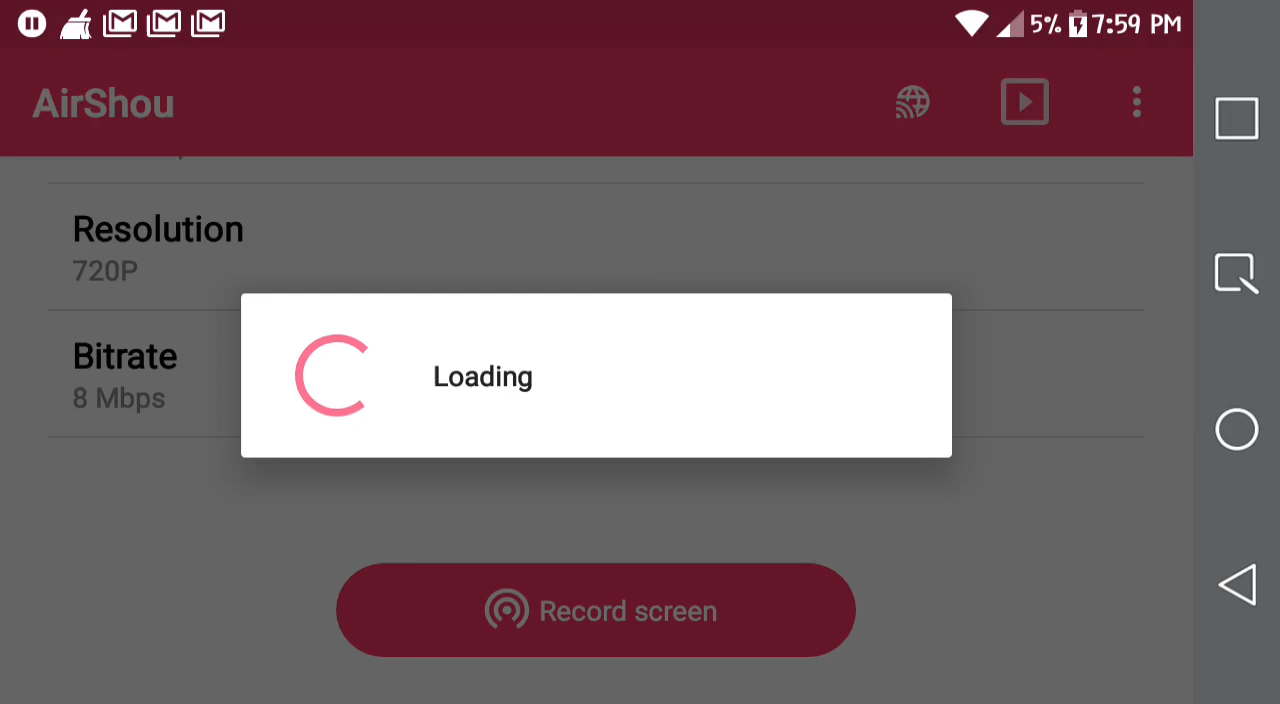 5% 7:59 PM
AirShou
Resolution
720P
Bitrate
8 Mbps
Loading
Record screen